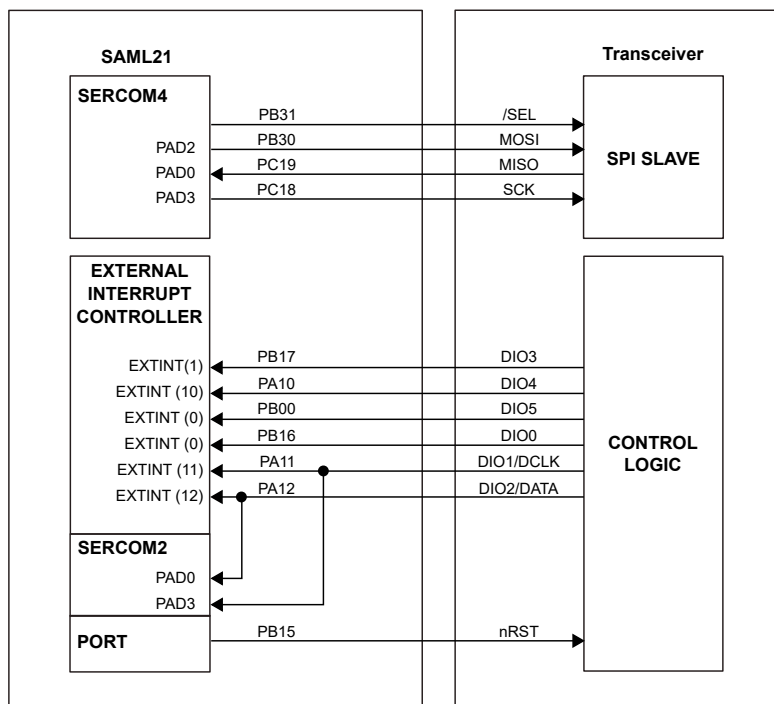 SAML21
Transceiver
SERCOM4
PB31
/SEL
PAD2
PB30
MOSI
SPI SLAVE
PAD0
PC19
MISO
PAD3
PC18
SCK
EXTERNAL
INTERRUPT
CONTROLLER
EXTINT(1)
PB17
DIO3
EXTINT (10)
PA10
DIO4
EXTINT (0)
PB00
DIO5
EXTINT (0)
PB16
DIO0
CONTROL
LOGIC
EXTINT (11)
PA11
DIO1/DCLK
EXTINT (12)
PA12
DIO2/DATA
SERCOM2
PAD0
PAD3
PORT
PB15
nRST